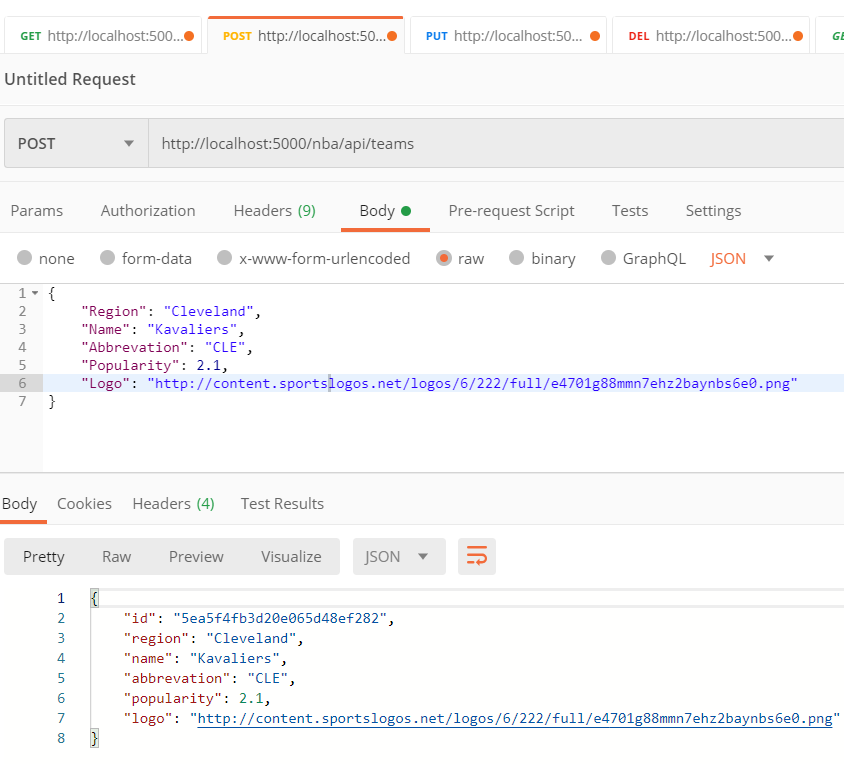 GET http://localhost:500... POST http://localhost:50... PUT http://localhost:50... DEL http://localhost:500...
Untitled Request
POST http://localhost:5000/nba/api/teams
Params Authorization Headers (9) Body Pre-request Script Tests Settings
none form-data x-www-form-urlencoded raw binary GraphQL JSON
1 {
2 "Region": "Cleveland",
3 "Name": "Kavaliers",
4 "Abbrevation": "CLE",
5 "Popularity": 2.1,
6 "Logo": "http://content.sportslogos.net/logos/6/222/full/e4701g88mmn7ehz2baynbs6e0.png"
7 }
Body Cookies Headers (4) Test Results
Pretty Raw Preview Visualize JSON
1 {
2 "id": "5ea5f4fb3d20e065d48ef282",
3 "region": "Cleveland",
4 "name": "Kavaliers",
5 "abbrevation": "CLE",
6 "popularity": 2.1,
7 "logo": "http://content.sportslogos.net/logos/6/222/full/e4701g88mmn7ehz2baynbs6e0.png"
8 }